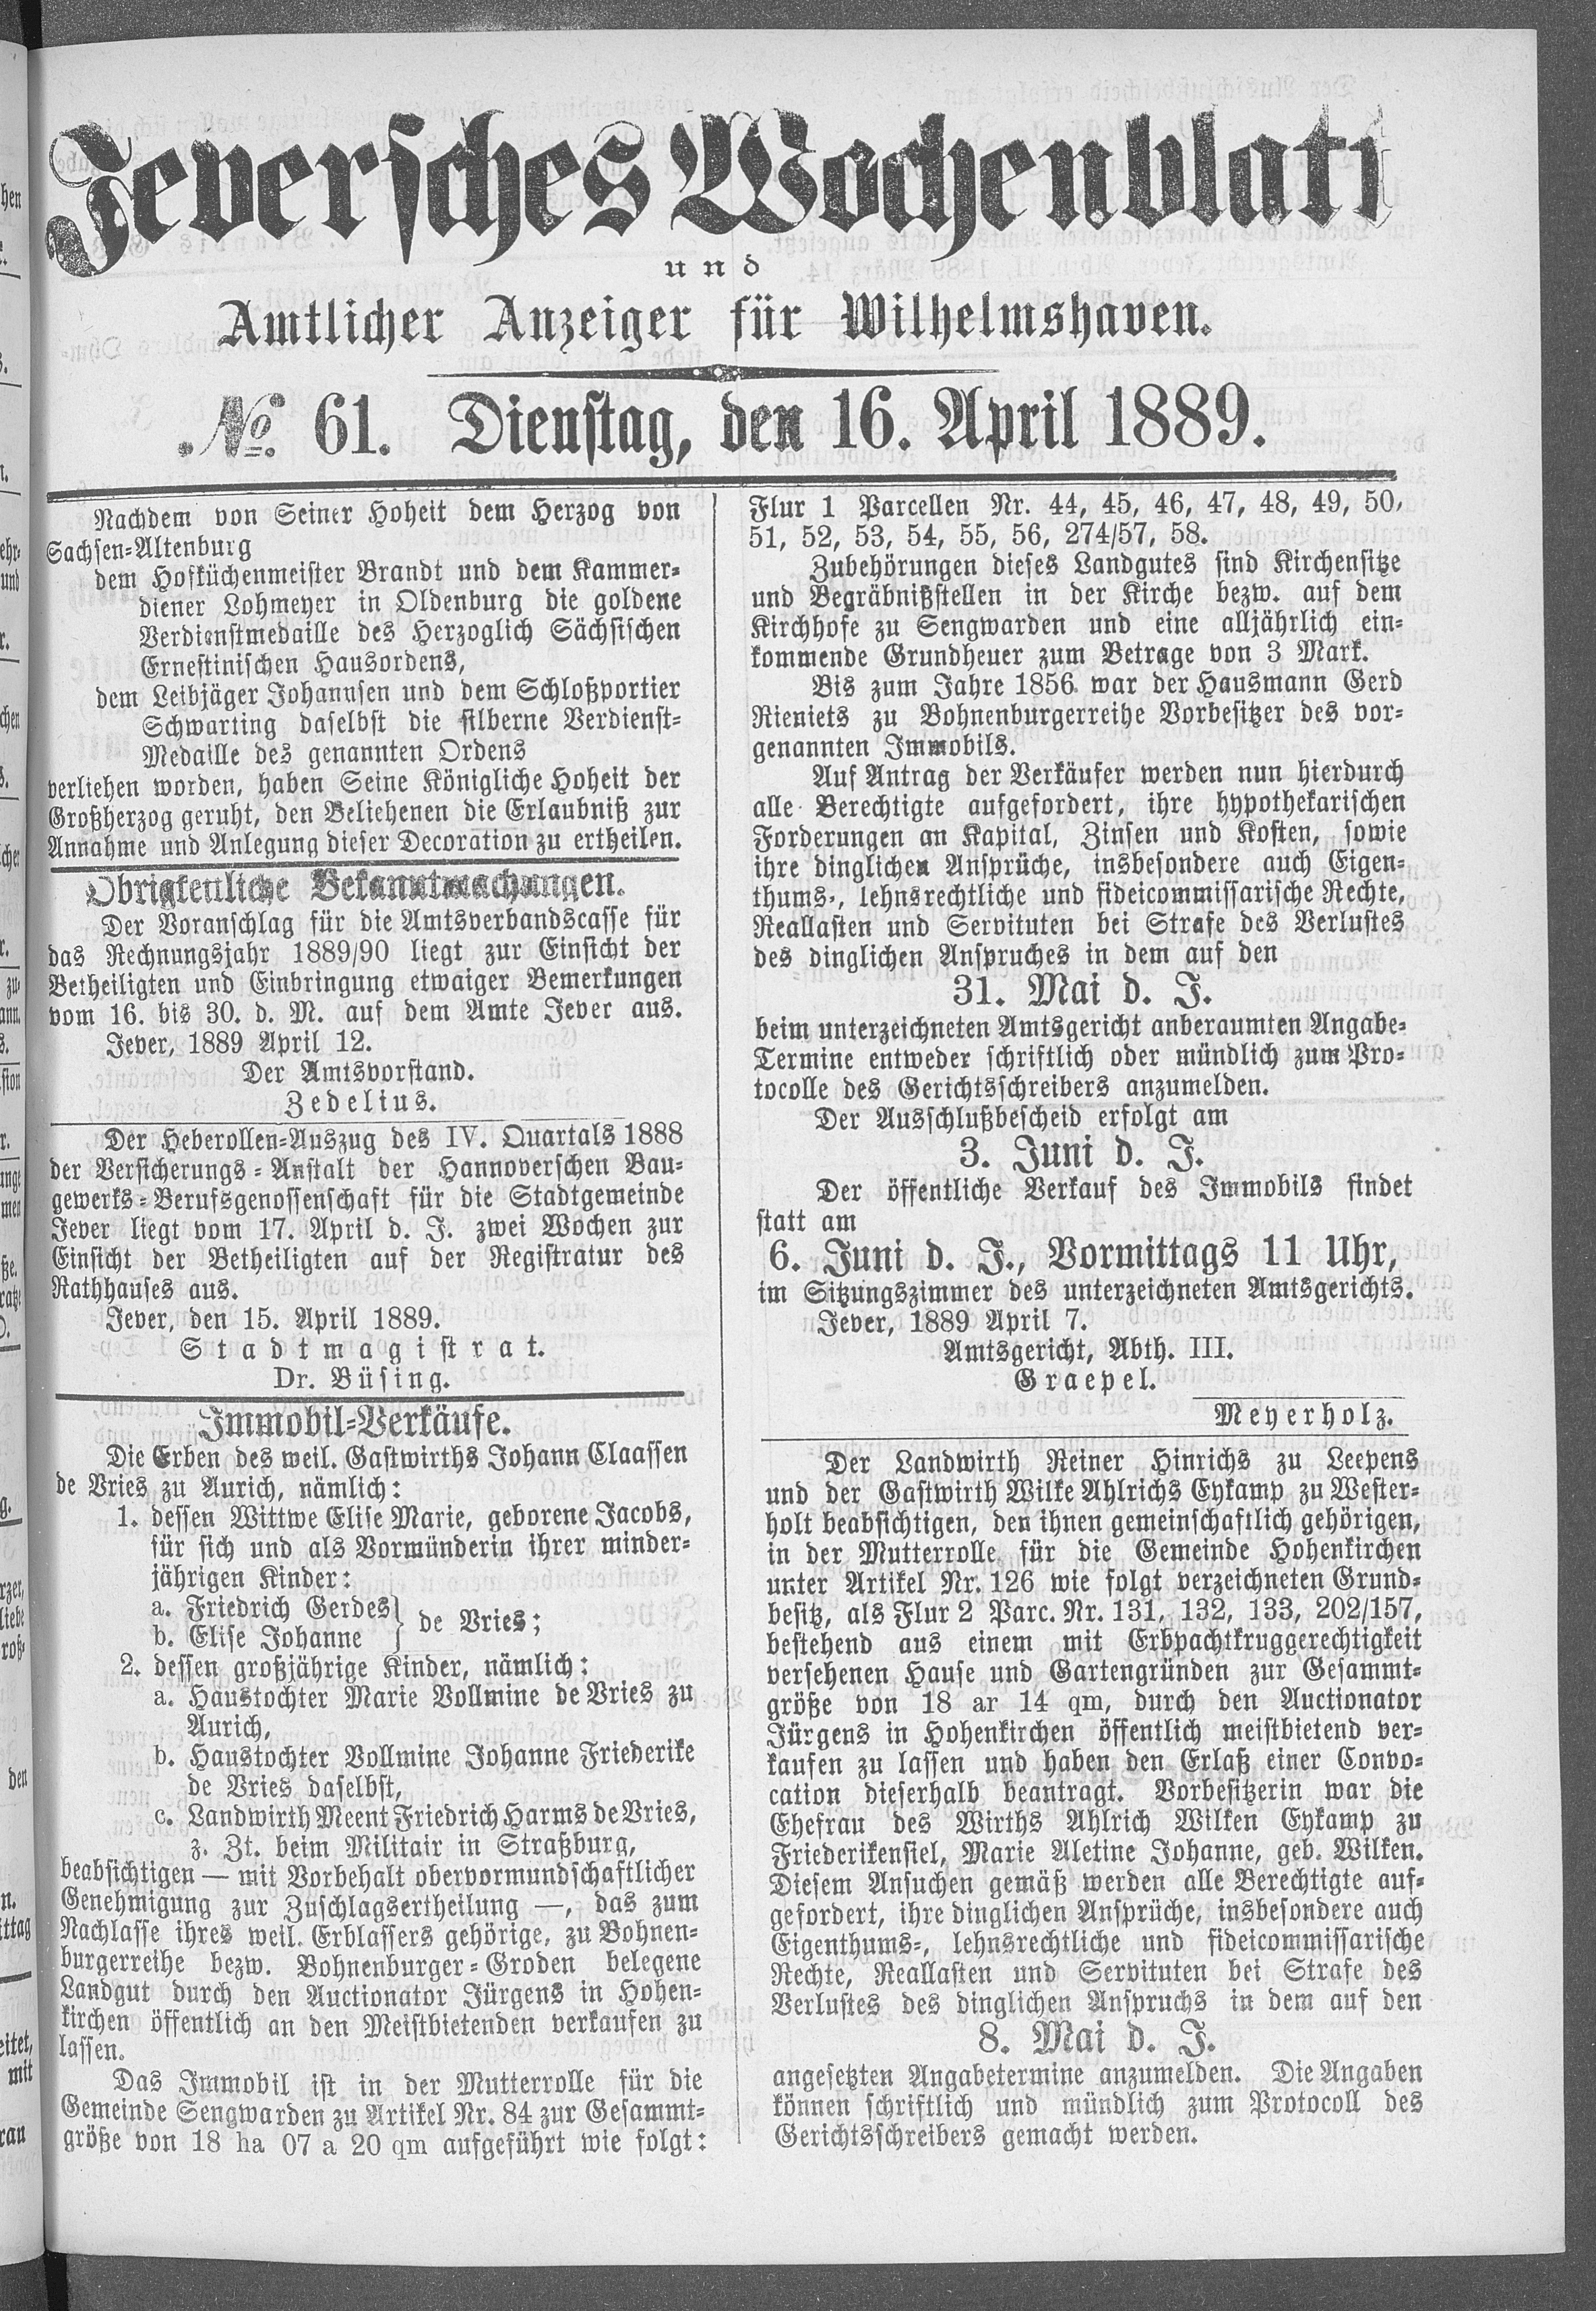 Jeversches Wochenblatt
und
Amtlicher Anzeiger für Wilhelmshaven.
№ 61. Dienstag, den 16. April 1889.
Nachdem von Seiner Hoheit dem Herzog von
Sachsen-Altenburg
dem Hofküchenmeister Brandt und dem Kammer-
diener Lohmeyer in Oldenburg die goldene
Verdienstmedaille des Herzoglich Sächsischen
Ernestinischen Hausordens,
dem Leibjäger Johannsen und dem Schloßportier
Schwarting daselbst die silberne Verdienst-
Medaille des genannten Ordens
verliehen worden, haben Seine Königliche Hoheit der
Großherzog geruht, den Beliehenen die Erlaubniß zur
Annahme und Anlegung dieser Decoration zu ertheilen.
Obrigkeitliche Bekanntmachungen.
Der Voranschlag für die Amtsverbandscasse für
das Rechnungsjahr 1889/90 liegt zur Einsicht der
Betheiligten und Einbringung etwaiger Bemerkungen
vom 16. bis 30. d. M. auf dem Amte Jever aus.
Jever, 1889 April 12.
Der Amtsvorstand.
Zedelius.
Der Heberollen-Auszug des IV. Quartals 1888
der Versicherungs-Anstalt der Hannoverschen Bau-
gewerks-Berufsgenossenschaft für die Stadtgemeinde
Jever liegt vom 17. April d. J. zwei Wochen zur
Einsicht der Betheiligten auf der Registratur des
Rathhauses aus.
Jever, den 15. April 1889.
Stadtmagistrat.
Dr. Büsing.
Immobil-Verkäufe.
Die Erben des weil. Gastwirths Johann Claassen
de Vries zu Aurich, nämlich:
1. dessen Wittwe Elise Marie, geborene Jacobs,
für sich und als Vormünderin ihrer minder-
jährigen Kinder:
a. Friedrich Gerdes
b. Elise Johanne } de Vries;
2. dessen großjährige Kinder, nämlich:
a. Haustochter Marie Vollmine de Vries zu
Aurich,
b. Haustochter Vollmine Johanne Friederike
de Vries daselbst,
c. Landwirth Meent Friedrich Harms de Vries,
z. Zt. beim Militair in Straßburg,
beabsichtigen — mit Vorbehalt obervormundschaftlicher
Genehmigung zur Zuschlagsertheilung —, das zum
Nachlasse ihres weil. Erblassers gehörige, zu Bohnen-
burgerreihe bezw. Bohnenburger-Groden belegene
Landgut durch den Auctionator Jürgens in Hohen-
kirchen öffentlich an den Meistbietenden verkaufen zu
lassen.
Das Immobil ist in der Mutterrolle für die
Gemeinde Sengwarden zu Artikel Nr. 84 zur Gesammt-
größe von 18 ha 07 a 20 qm aufgeführt wie folgt:
Flur 1 Parcellen Nr. 44, 45, 46, 47, 48, 49, 50,
51, 52, 53, 54, 55, 56, 274/57, 58.
Zubehörungen dieses Landgutes sind Kirchensitze
und Begräbnißstellen in der Kirche bezw. auf dem
Kirchhofe zu Sengwarden und eine alljährlich ein-
kommende Grundheuer zum Betrage von 3 Mark.
Bis zum Jahre 1856 war der Hausmann Gerd
Rieniets zu Bohnenburgerreihe Vorbesitzer des vor-
genannten Immobils.
Auf Antrag der Verkäufer werden nun hierdurch
alle Berechtigte aufgefordert, ihre hypothekarischen
Forderungen an Kapital, Zinsen und Kosten, sowie
ihre dinglichen Ansprüche, insbesondere auch Eigen-
thums-, lehnsrechtliche und fideicommissarische Rechte,
Reallasten und Servituten bei Strafe des Verlustes
des dinglichen Anspruches in dem auf den
31. Mai d. J.
beim unterzeichneten Amtsgericht anberaumten Angabe-
Termine entweder schriftlich oder mündlich zum Pro-
tocolle des Gerichtsschreibers anzumelden.
Der Ausschlußbescheid erfolgt am
3. Juni d. J.
Der öffentliche Verkauf des Immobils findet
statt am
6. Juni d. J., Vormittags 11 Uhr,
im Sitzungszimmer des unterzeichneten Amtsgerichts.
Jever, 1889 April 7.
Amtsgericht, Abth. III.
Graepel.
Meyerholz.
Der Landwirth Reiner Hinrichs zu Leepens
und der Gastwirth Wilke Ahlrichs Eykamp zu Wester-
holt beabsichtigen, den ihnen gemeinschaftlich gehörigen,
in der Mutterrolle für die Gemeinde Hohenkirchen
unter Artikel Nr. 126 wie folgt verzeichneten Grund-
besitz, als Flur 2 Parc. Nr. 131, 132, 133, 202/157,
bestehend aus einem mit Erbpachtkruggerechtigkeit
versehenen Hause und Gartengründen zur Gesammt-
größe von 18 ar 14 qm, durch den Auctionator
Jürgens in Hohenkirchen öffentlich meistbietend ver-
kaufen zu lassen und haben den Erlaß einer Convo-
cation dieserhalb beantragt. Vorbesitzerin war die
Ehefrau des Wirths Ahlrich Wilken Eykamp zu
Friederikensiel, Marie Aletine Johanne, geb. Wilken.
Diesem Ansuchen gemäß werden alle Berechtigte auf-
gefordert, ihre dinglichen Ansprüche, insbesondere auch
Eigenthums-, lehnsrechtliche und fideicommissarische
Rechte, Reallasten und Servituten bei Strafe des
Verlustes des dinglichen Anspruchs in dem auf den
8. Mai d. J.
angesetzten Angabetermine anzumelden. Die Angaben
können schriftlich und mündlich zum Protocoll des
Gerichtsschreibers gemacht werden.